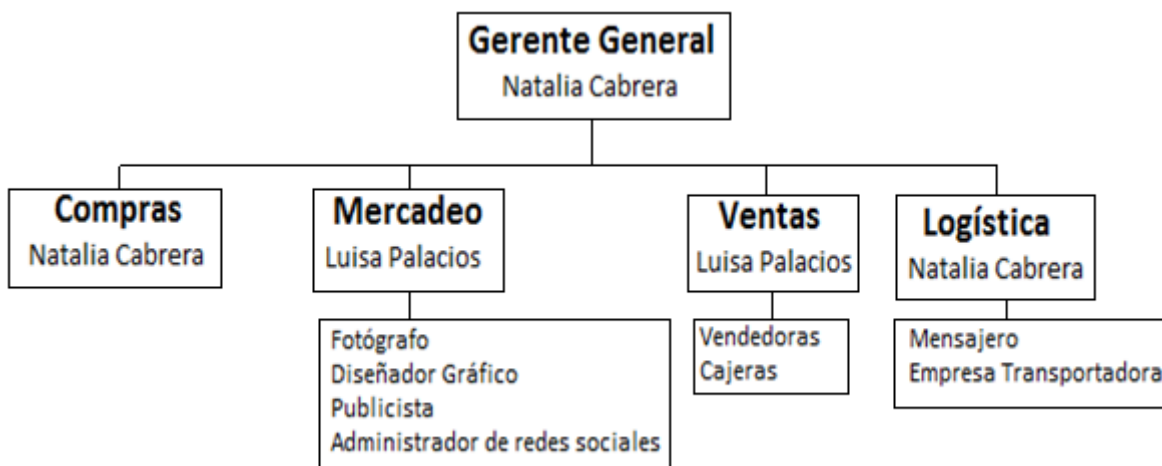 Gerente General
Natalia Cabrera
Compras
Natalia Cabrera
Mercadeo
Luisa Palacios
Ventas
Luisa Palacios
Logística
Natalia Cabrera
Fotógrafo
Diseñador Gráfico
Publicista
Administrador de redes sociales
Vendedoras
Cajeras
Mensajero
Empresa Transportadora